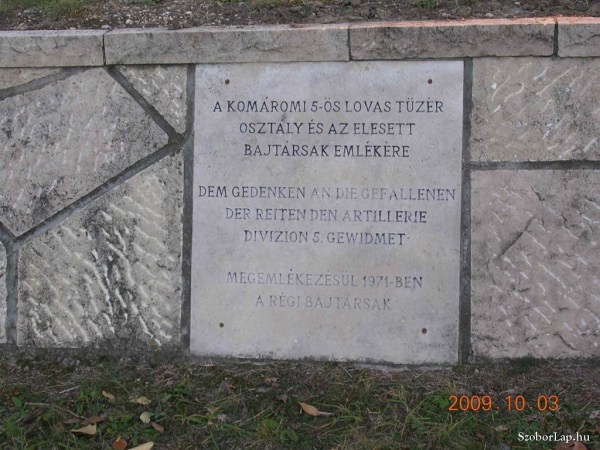 A KOMÁROMI 5-ÖS LOVAS TÜZÉR
OSZTÁLY ÉS AZ ELESETT
BAJTÁRSAK EMLÉKÉRE
DEM GEDENKEN AN DIE GEFALLENEN
DER REITEN DEN ARTILLERIE
DIVIZION 5. GEWIDMET
MEGEMLÉKEZÉSÜL 1971-BEN
A RÉGI BAJTÁRSAK
2009.10.03
SzoborLap.hu